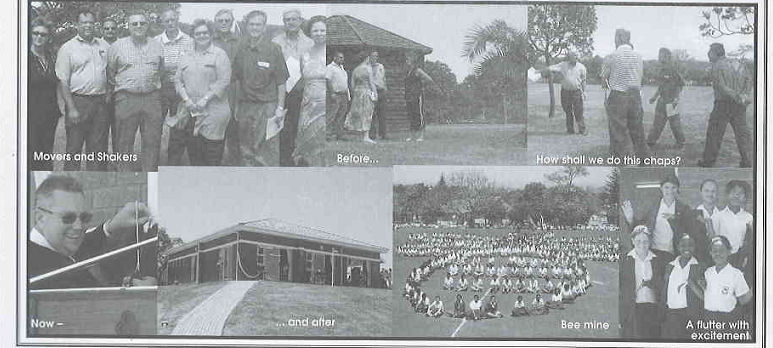 Movers and Shakers
Before...
How shall we do this chaps?
Now –
... and after
Bee mine
A flutter with
excitement